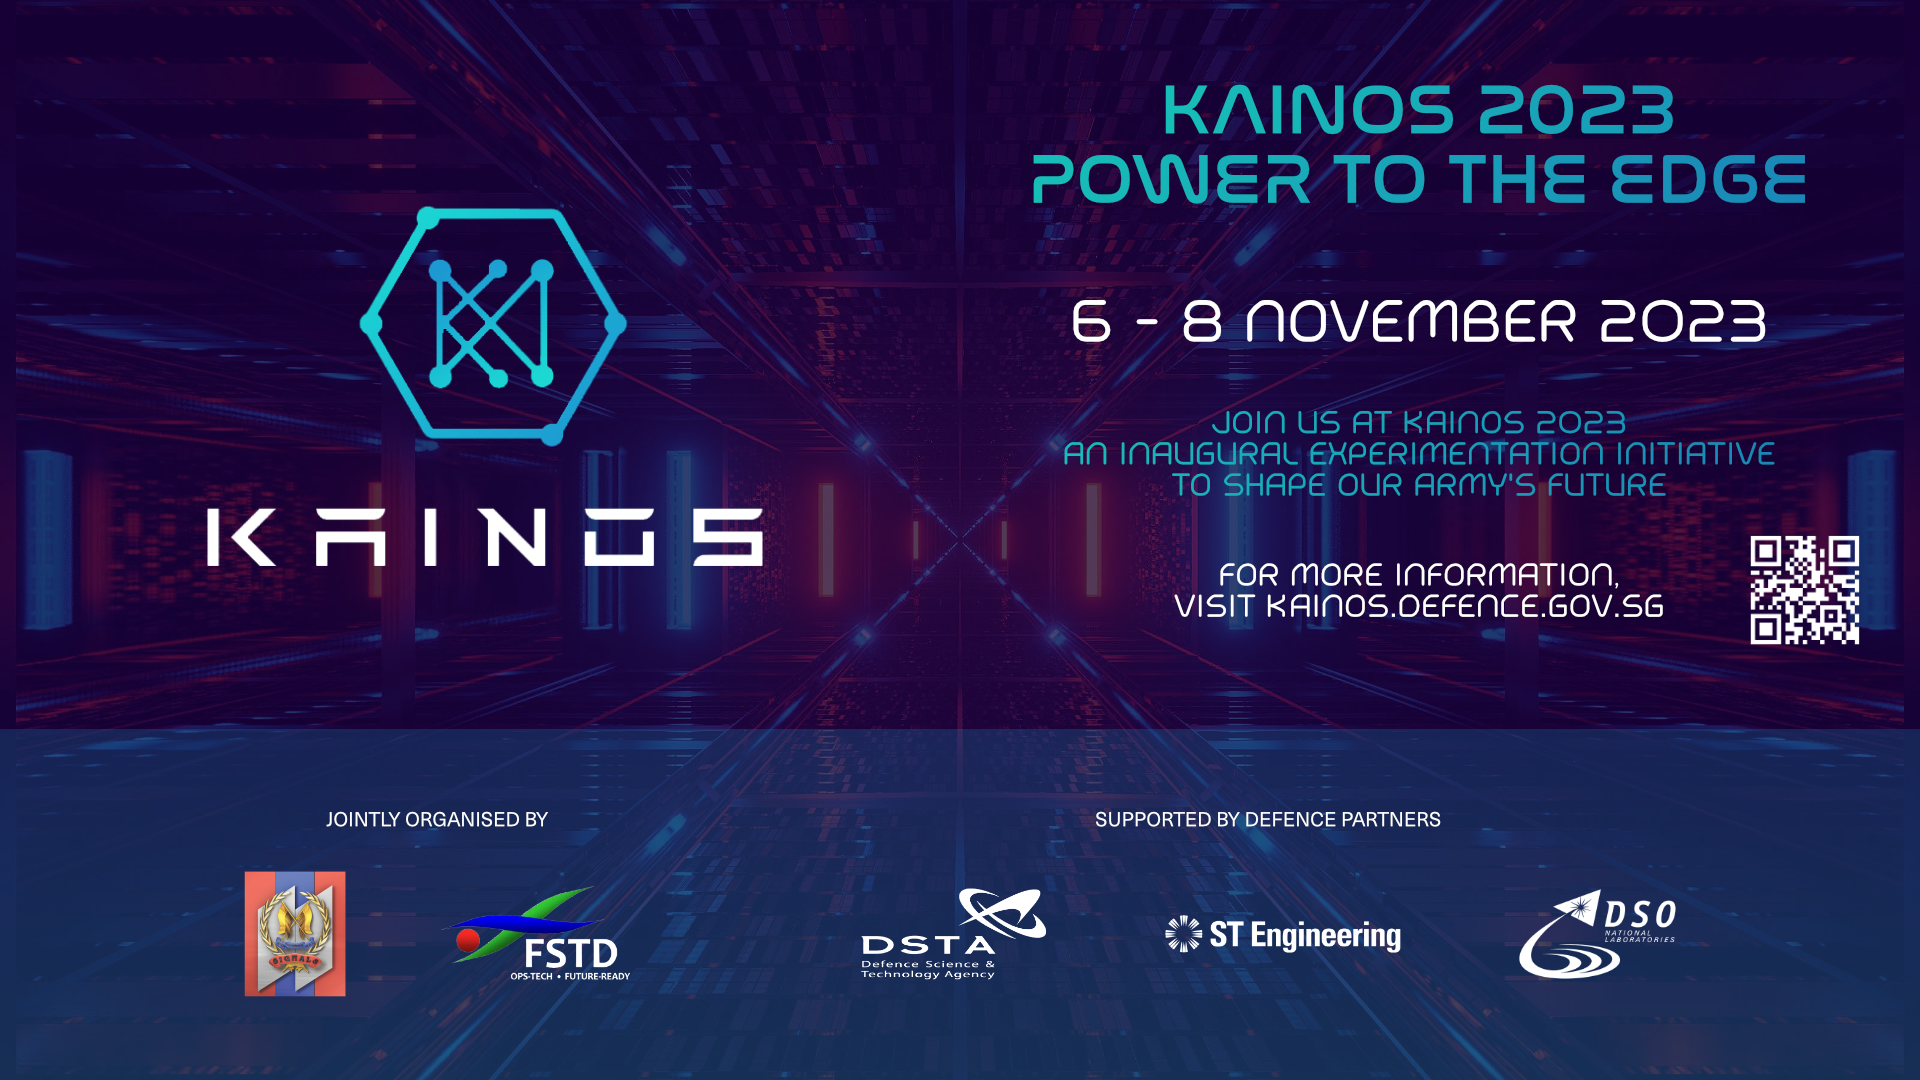 KAINOS 2023
POWER TO THE EDGE
6 - 8 NOVEMBER 2023
JOIN US AT KAINOS 2023
AN INAUGURAL EXPERIMENTATION INITIATIVE
TO SHAPE OUR ARMY'S FUTURE
FOR MORE INFORMATION,
VISIT KAINOS.DEFENCE.GOV.SG
KAINOS
JOINTLY ORGANISED BY
SIGNALS
FSTD
OPS-TECH • FUTURE-READY
SUPPORTED BY DEFENCE PARTNERS
DSTA
Defence Science &
Technology Agency
ST Engineering
DSO
NATIONAL
LABORATORIES